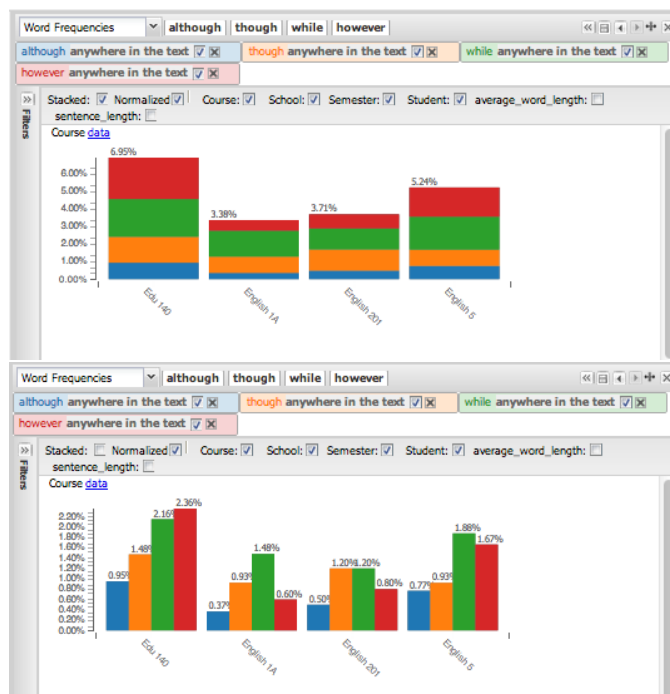 Word Frequencies although though while however
although anywhere in the text though anywhere in the text while anywhere in the text
however anywhere in the text
Filters
Stacked: Normalized Course: School: Semester: Student: average_word_length:
sentence_length:
Course data
6.95%
6.00%
5.00%
4.00%
3.00%
2.00%
1.00%
0.00%
3.38%
3.71%
5.24%
Edu 140
English 1A
English 201
English 5
Word Frequencies although though while however
although anywhere in the text though anywhere in the text while anywhere in the text
however anywhere in the text
Filters
Stacked: Normalized Course: School: Semester: Student: average_word_length:
sentence_length:
Course data
2.20%
2.00%
1.80%
1.60%
1.40%
1.20%
1.00%
0.80%
0.60%
0.40%
0.20%
0.00%
0.95% 1.48% 2.16% 2.36%
0.37% 0.93% 1.48% 0.60%
0.50% 1.20% 1.20% 0.80%
0.77% 0.93% 1.88% 1.67%
Edu 140
English 1A
English 201
English 5